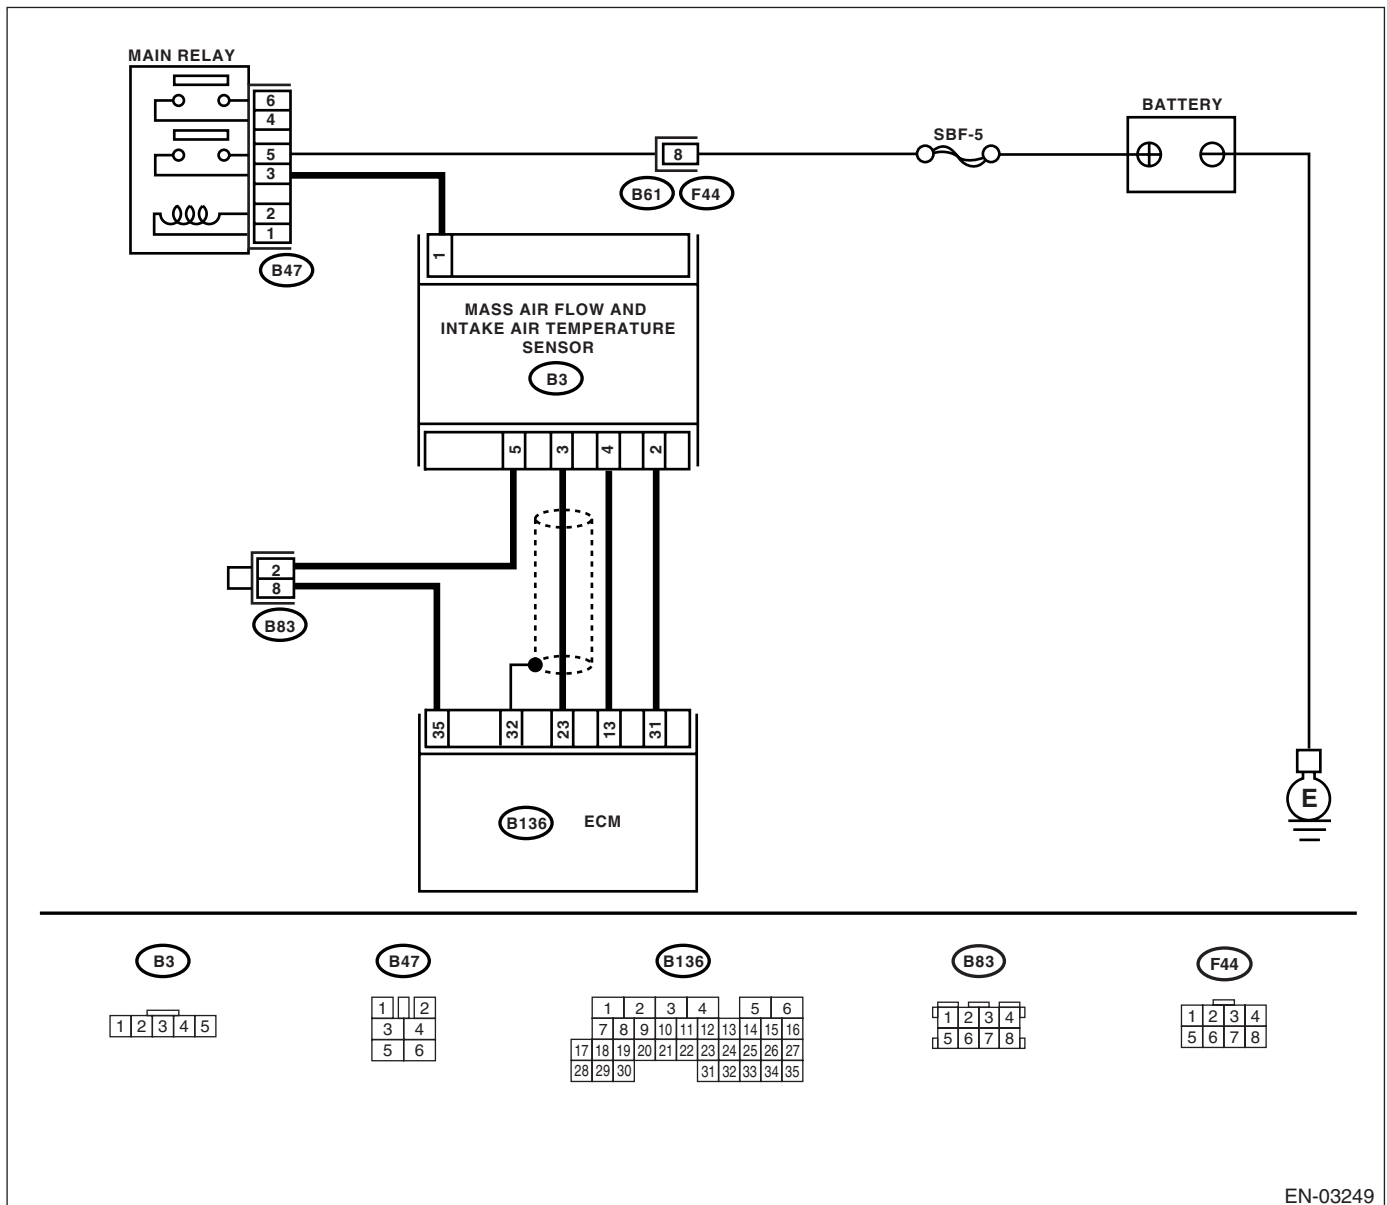 MAIN RELAY
6
4
5
3
2
1
B47
8
B61 F44
SBF-5
BATTERY
1
MASS AIR FLOW AND
INTAKE AIR TEMPERATURE
SENSOR
B3
5 3 4 2
2
8
B83
35 32 23 13 31
B136 ECM
E
B3 B47 B136 B83 F44
1 2 3 4 5
1 2
3 4
5 6
1 2 3 4 5 6
7 8 9 10 11 12 13 14 15 16
17 18 19 20 21 22 23 24 25 26 27
28 29 30 31 32 33 34 35
1 2 3 4
5 6 7 8
1 2 3 4
5 6 7 8
EN-03249